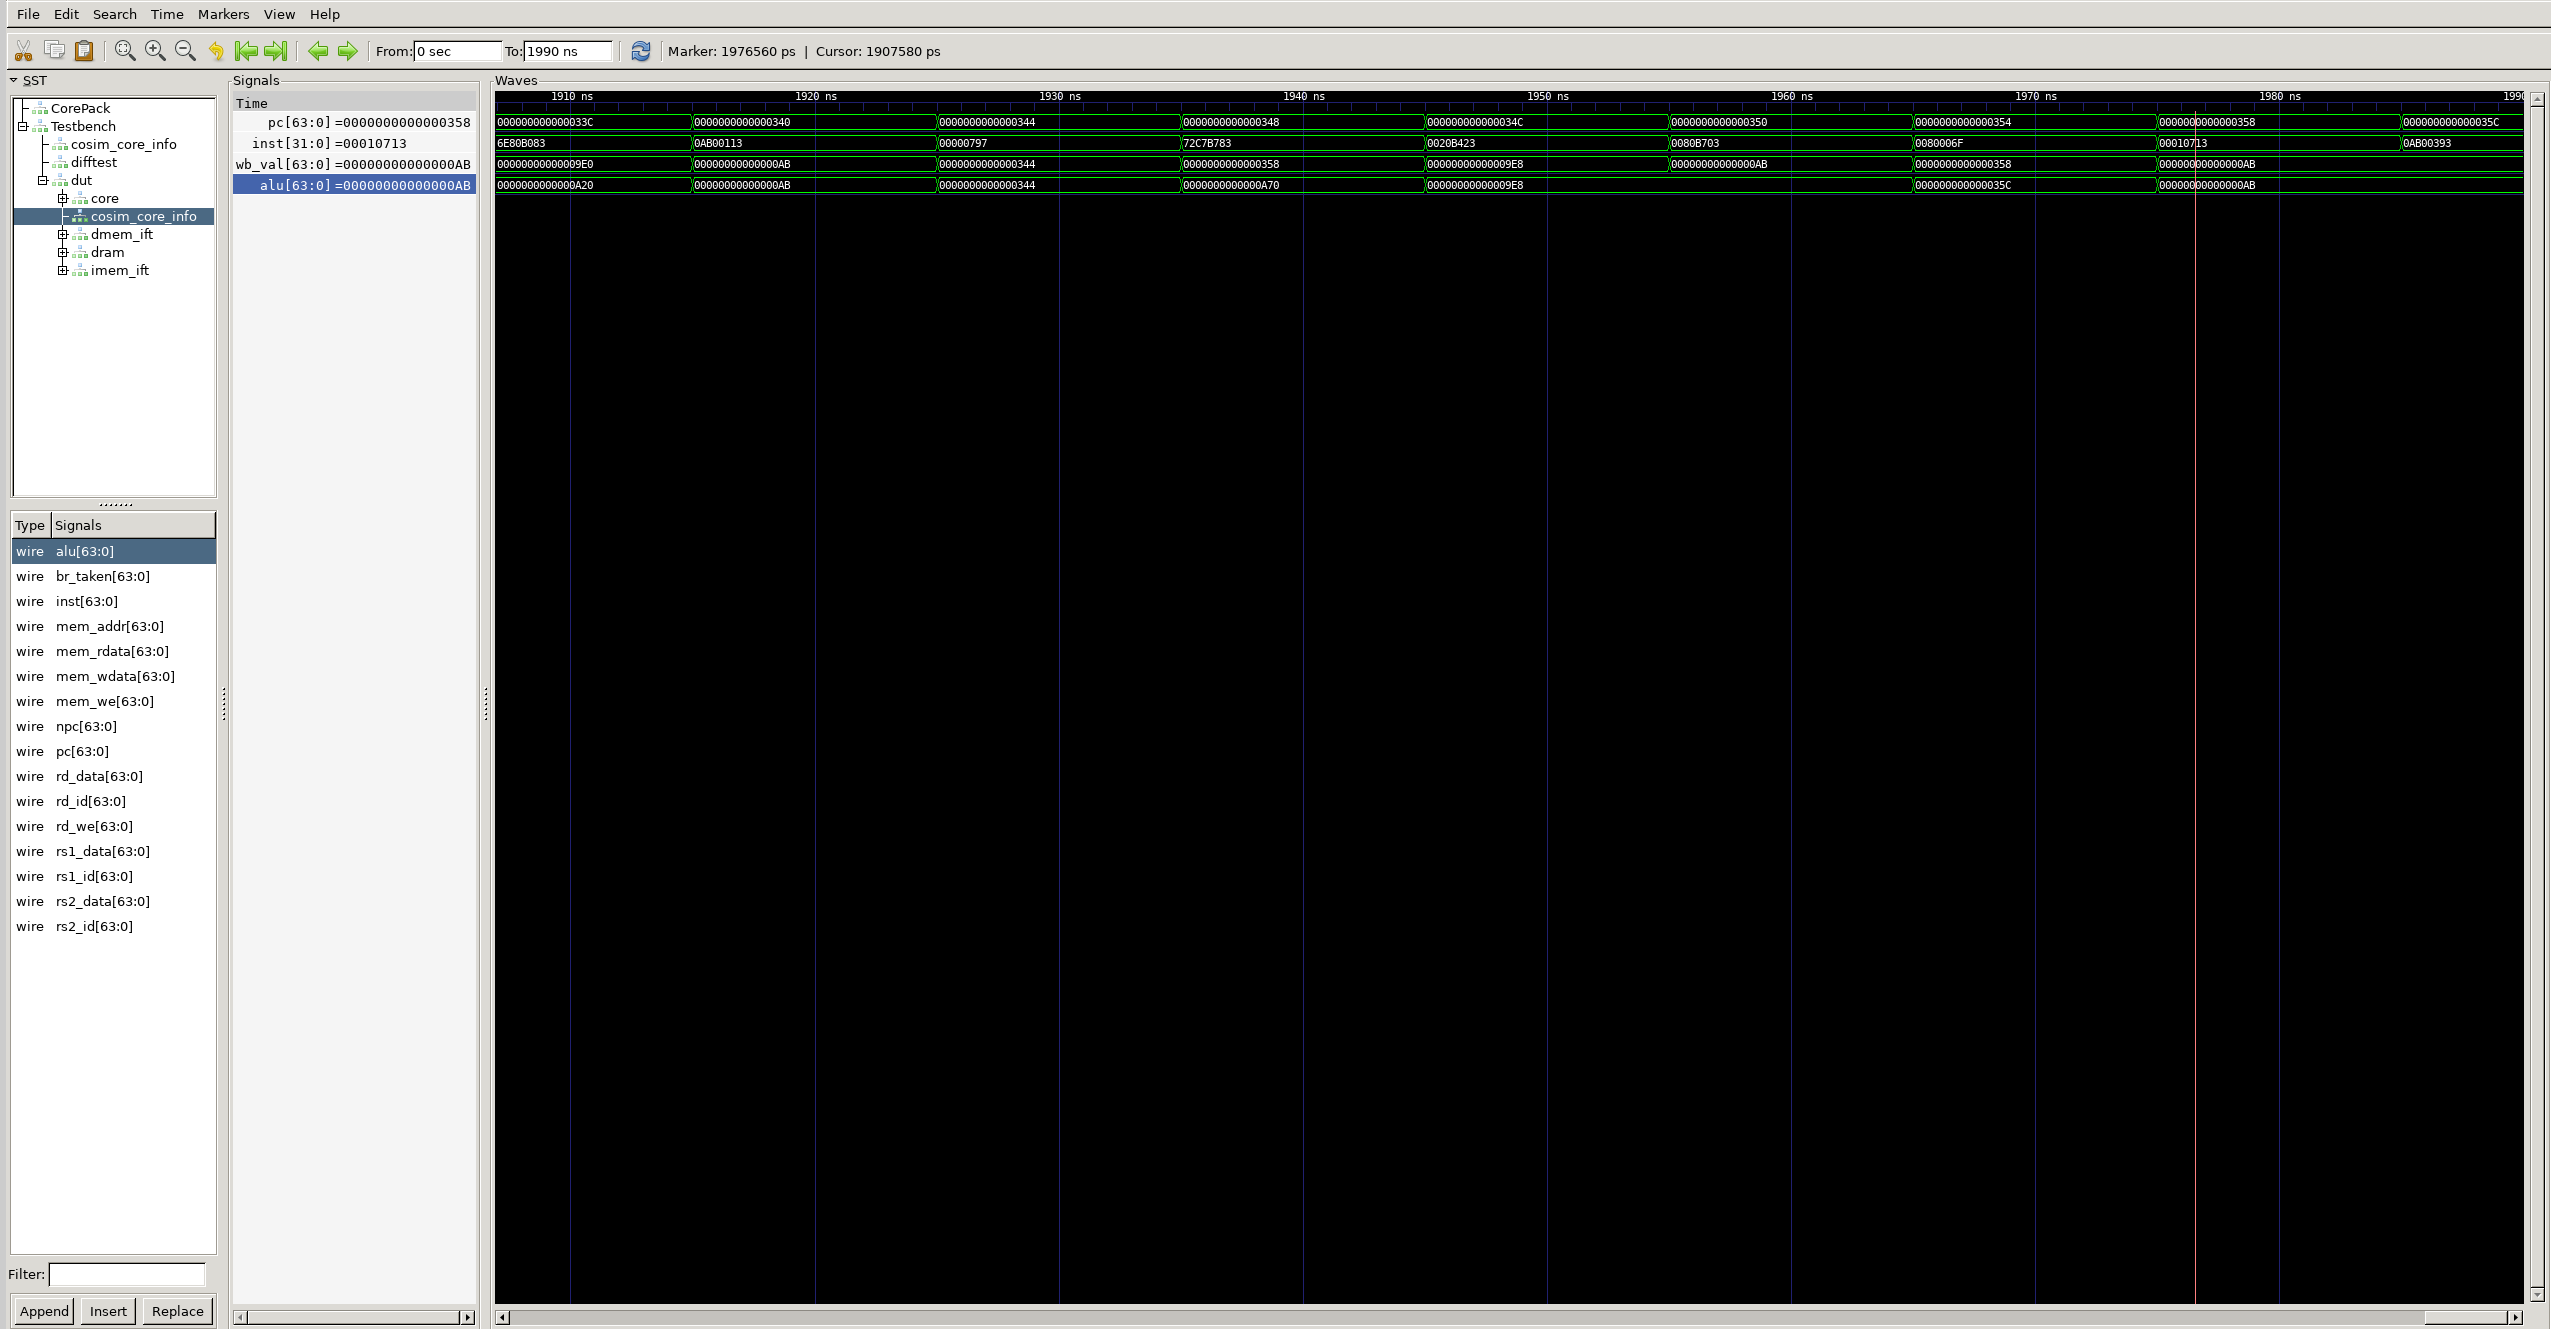 File Edit Search Time Markers View Help
From: 0 sec To: 1990 ns Marker: 1976560 ps | Cursor: 1907580 ps
SST
CorePack
Testbench
cosim_core_info
difftest
dut
core
cosim_core_info
dmem_ift
dram
imem_ift
Type Signals
wire alu[63:0]
wire br_taken[63:0]
wire inst[63:0]
wire mem_addr[63:0]
wire mem_rdata[63:0]
wire mem_wdata[63:0]
wire mem_we[63:0]
wire npc[63:0]
wire pc[63:0]
wire rd_data[63:0]
wire rd_id[63:0]
wire rd_we[63:0]
wire rs1_data[63:0]
wire rs1_id[63:0]
wire rs2_data[63:0]
wire rs2_id[63:0]
Filter:
Append Insert Replace
Signals
Time
pc[63:0] =0000000000000358
inst[31:0] =00010713
wb_val[63:0] =00000000000000AB
alu[63:0] =00000000000000AB
Waves
1910 ns 1920 ns 1930 ns 1940 ns 1950 ns 1960 ns 1970 ns 1980 ns 1990
000000000000033C 0000000000000340 0000000000000344 0000000000000348 000000000000034C 0000000000000350 0000000000000354 0000000000000358 000000000000035C
6E80B083 0AB00113 00000797 72C7B783 0020B423 0080B703 0080006F 00010713 0AB00393
00000000000009E0 00000000000000AB 0000000000000344 0000000000000358 00000000000009E8 00000000000000AB 0000000000000358 00000000000000AB
0000000000000A20 00000000000000AB 0000000000000344 0000000000000A70 00000000000009E8 000000000000035C 00000000000000AB